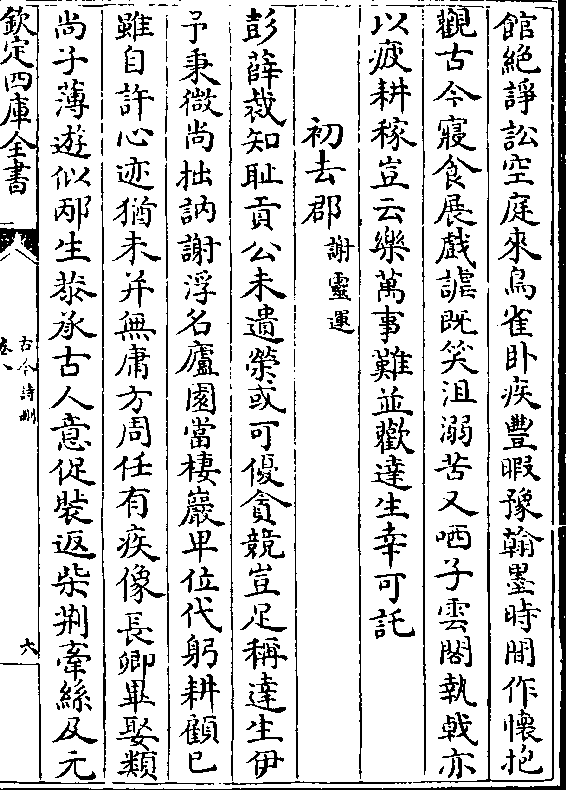 館絶諍訟空庭來鳥雀卧疾豐暇豫翰墨時間作懷抱
觀古今寢食展戲謔既笑沮溺苦又哂子雲閣執戟亦
以疲耕稼豈云樂萬事難並歡達生幸可託
初去郡謝靈運
彭薛裁知耻貢公未遺榮或可優貪競豈足稱達生伊
予秉微尚拙訥謝浮名廬園當棲巖卑位代躬耕顧已
雖自許心迹猶未并無庸方周任有疾像長卿畢娶類
尚子薄遊似邴生恭承古人意促裝返柴荆牽絲及元
欽定四庫全書
古今詩刪
卷八
六